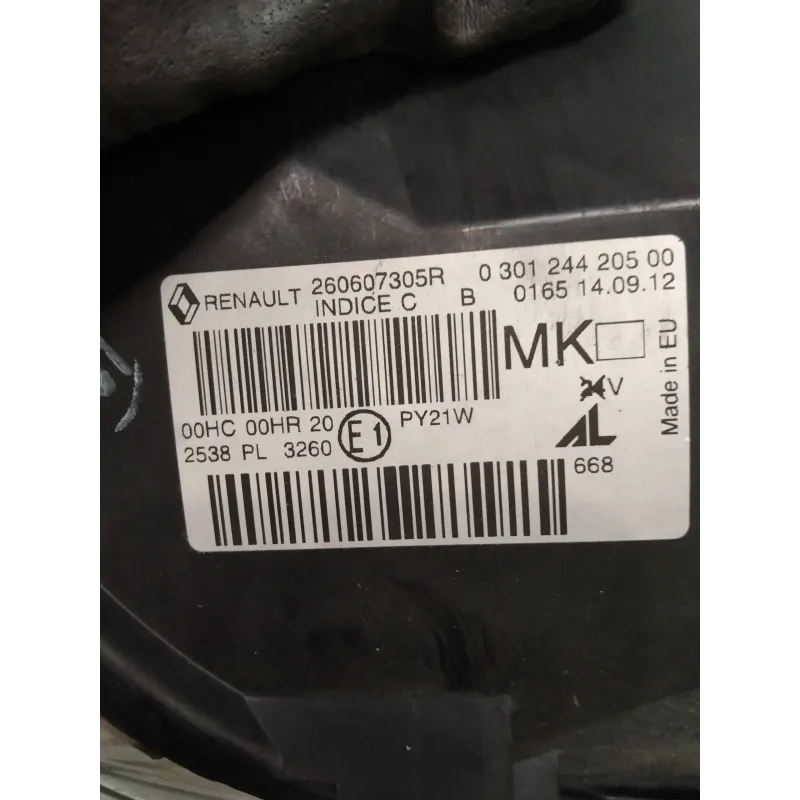 RENAULT 260607305R 0 301 244 205 00
INDICE C B 0165 14.09.12
MK
V
Made in EU
00HC 00HR 20 E1 PY21W
2538 PL 3260
AL
668